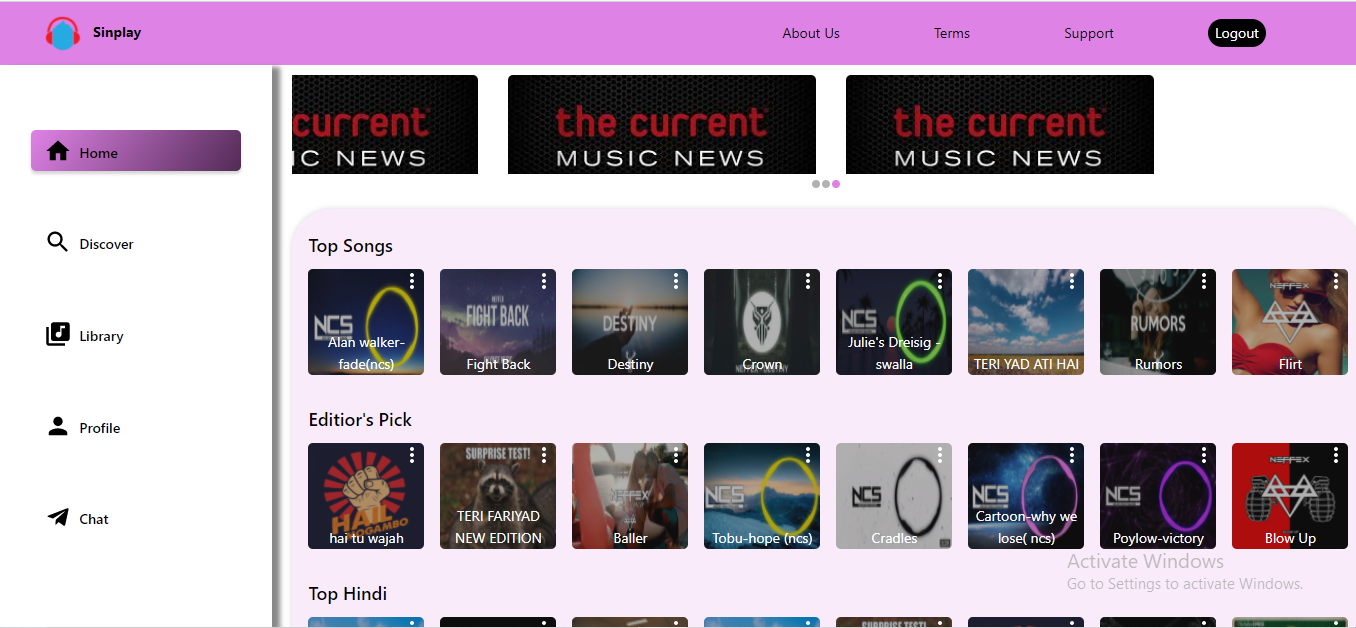 Sinplay
About Us
Terms
Support
Logout
Home
Discover
Library
Profile
Chat
current
IC NEWS
the current
MUSIC NEWS
the current
MUSIC NEWS
Top Songs
NCS
Alan walker-
fade(ncs)
FIGHT BACK
Fight Back
DESTINY
Destiny
Crown
NCS
Julie's Dreisig -
swalla
TERI YAD ATI HAI
RUMORS
Rumors
NEFFEX
Flirt
Editior's Pick
HAIL
MOGAMBO
hai tu wajah
SURPRISE TEST!
TERI FARIYAD
NEW EDITION
NEFFEX
Baller
NCS
Tobu-hope (ncs)
NCS
Cradles
NCS
Cartoon-why we
lose( ncs)
NCS
Poylow-victory
NEFFEX
Blow Up
Activate Windows
Go to Settings to activate Windows.
Top Hindi
SURPRISE TEST!